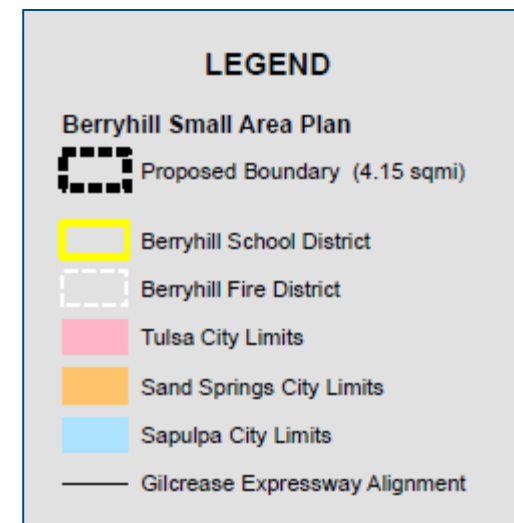 LEGEND
Berryhill Small Area Plan
Proposed Boundary (4.15 sqmi)
Berryhill School District
Berryhill Fire District
Tulsa City Limits
Sand Springs City Limits
Sapulpa City Limits
Gilcrease Expressway Alignment